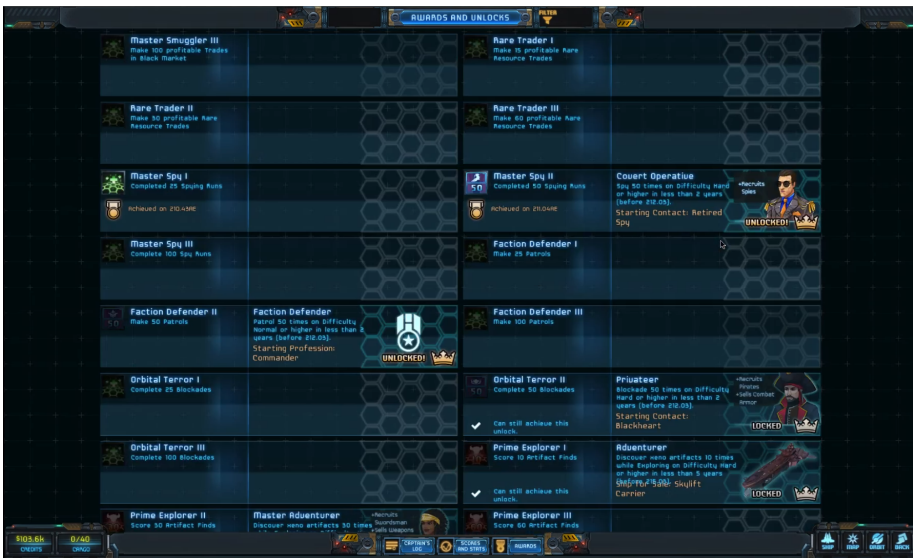 AWARDS AND UNLOCKS
FILTER
Master Smuggler III
Make 100 profitable Trades
in Black Market
Rare Trader I
Make 15 profitable Rare
Resource Trades
Rare Trader II
Make 30 profitable Rare
Resource Trades
Rare Trader III
Make 60 profitable Rare
Resource Trades
Master Spy I
Completed 25 Spying Runs
Achieved on 210.43AE
Master Spy II
Completed 50 Spying Runs
50
Achieved on 211.04AE
Covert Operative
Spy 50 times on Difficulty Hard
or higher in less than 2 years
(before 212.03).
Starting Contact: Retired
Spy
+Recruits
Spies
UNLOCKED!
Master Spy III
Complete 100 Spy Runs
Faction Defender I
Make 25 Patrols
Faction Defender II
Make 50 Patrols
50
Faction Defender
Patrol 50 times on Difficulty
Normal or higher in less than 2
years (before 212.03).
Starting Profession:
Commander
UNLOCKED!
Faction Defender III
Make 100 Patrols
Orbital Terror I
Complete 25 Blockades
Orbital Terror II
Complete 50 Blockades
50
Can still achieve this
unlock.
Privateer
Blockade 50 times on Difficulty
Hard or higher in less than 2
years (before 212.03).
Starting Contact:
Blackheart
+Recruits
Pirates
+Sells Combat
Armor
LOCKED
Orbital Terror III
Complete 100 Blockades
Prime Explorer I
Score 10 Artifact Finds
Can still achieve this
unlock.
Adventurer
Discover xeno artifacts 10 times
while Exploring on Difficulty Hard
or higher in less than 5 years
Ship for Sale: Skylift
Carrier
LOCKED
Prime Explorer II
Score 30 Artifact Finds
Master Adventurer
Discover xeno artifacts 30 times
+Recruits
Swordsman
+Sells Weapons
Prime Explorer III
Score 60 Artifact Finds
$103.6k
CREDITS
0/40
CARGO
CAPTAIN'S
LOG
SCORES
AND STATS
AWARDS
SHIP
MAP
ORBIT
BACK